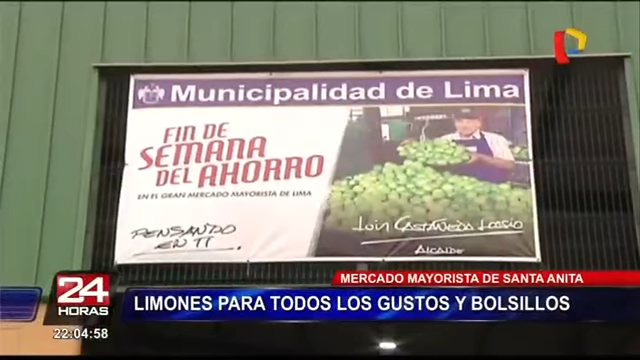 Municipalidad de Lima
FIN DE
SEMANA
DEL AHORRO
EN EL GRAN MERCADO MAYORISTA DE LIMA
PENSANDO
EN TI
LUIS CASTAÑEDA LOSSIO
ALCALDE
MERCADO MAYORISTA DE SANTA ANITA
24
HORAS
LIMONES PARA TODOS LOS GUSTOS Y BOLSILLOS
22:04:58